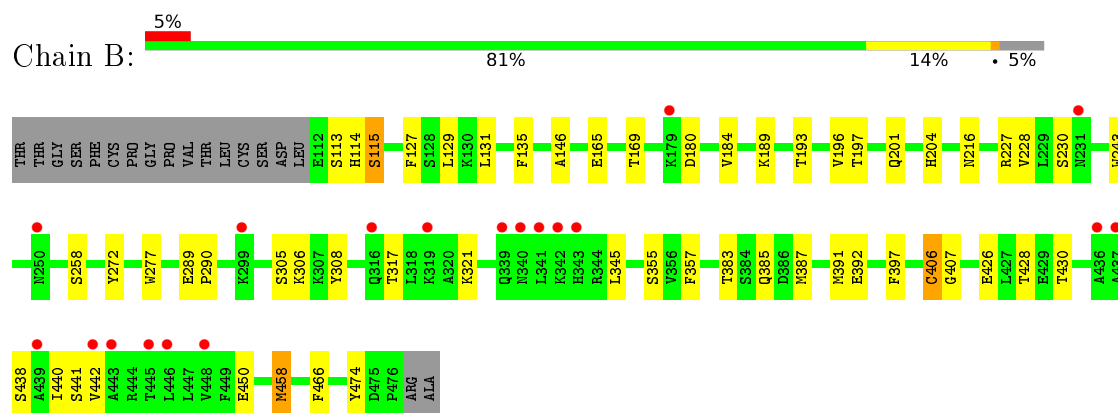 5%
Chain B:
81% 14% • 5%
THR THR GLY SER PHE CYS PRO GLY PRO VAL THR LEU CYS SER ASP LEU E112 S113 H114 S115 F127 S128 L129 K130 L131 F135 A146 E165 T169 K179 D180 V184 K189 T193 V196 T197 Q201 H204 N216 R227 V228 L229 S230 N231 W243
N250 S258 Y272 W277 E289 P290 K299 S305 K306 K307 Y308 Q316 T317 L318 K319 A320 K321 Q339 N340 L341 K342 H343 R344 L345 S355 V356 F357 T383 S384 Q385 D386 M387 M391 E392 F397 C406 G407 E426 L427 T428 E429 T430 A436 A437
S438 A439 I440 S441 V442 A443 R444 T445 L446 L447 V448 F449 E450 M458 F466 Y474 D475 P476 ARG ALA